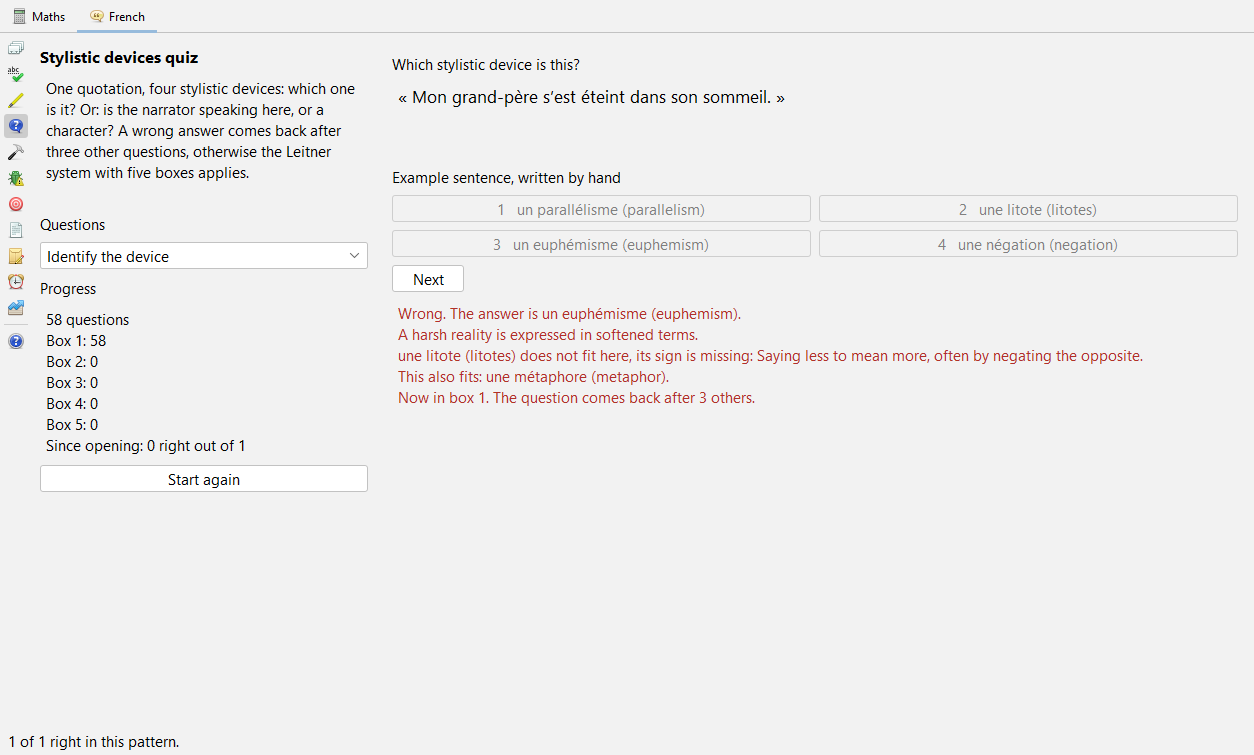 Maths
French
Stylistic devices quiz
One quotation, four stylistic devices: which one
is it? Or: is the narrator speaking here, or a
character? A wrong answer comes back after
three other questions, otherwise the Leitner
system with five boxes applies.
Questions
Identify the device
Progress
58 questions
Box 1: 58
Box 2: 0
Box 3: 0
Box 4: 0
Box 5: 0
Since opening: 0 right out of 1
Start again
Which stylistic device is this?
« Mon grand-père s’est éteint dans son sommeil. »
Example sentence, written by hand
1 un parallélisme (parallelism)
2 une litote (litotes)
3 un euphémisme (euphemism)
4 une négation (negation)
Next
Wrong. The answer is un euphémisme (euphemism).
A harsh reality is expressed in softened terms.
une litote (litotes) does not fit here, its sign is missing: Saying less to mean more, often by negating the opposite.
This also fits: une métaphore (metaphor).
Now in box 1. The question comes back after 3 others.
1 of 1 right in this pattern.